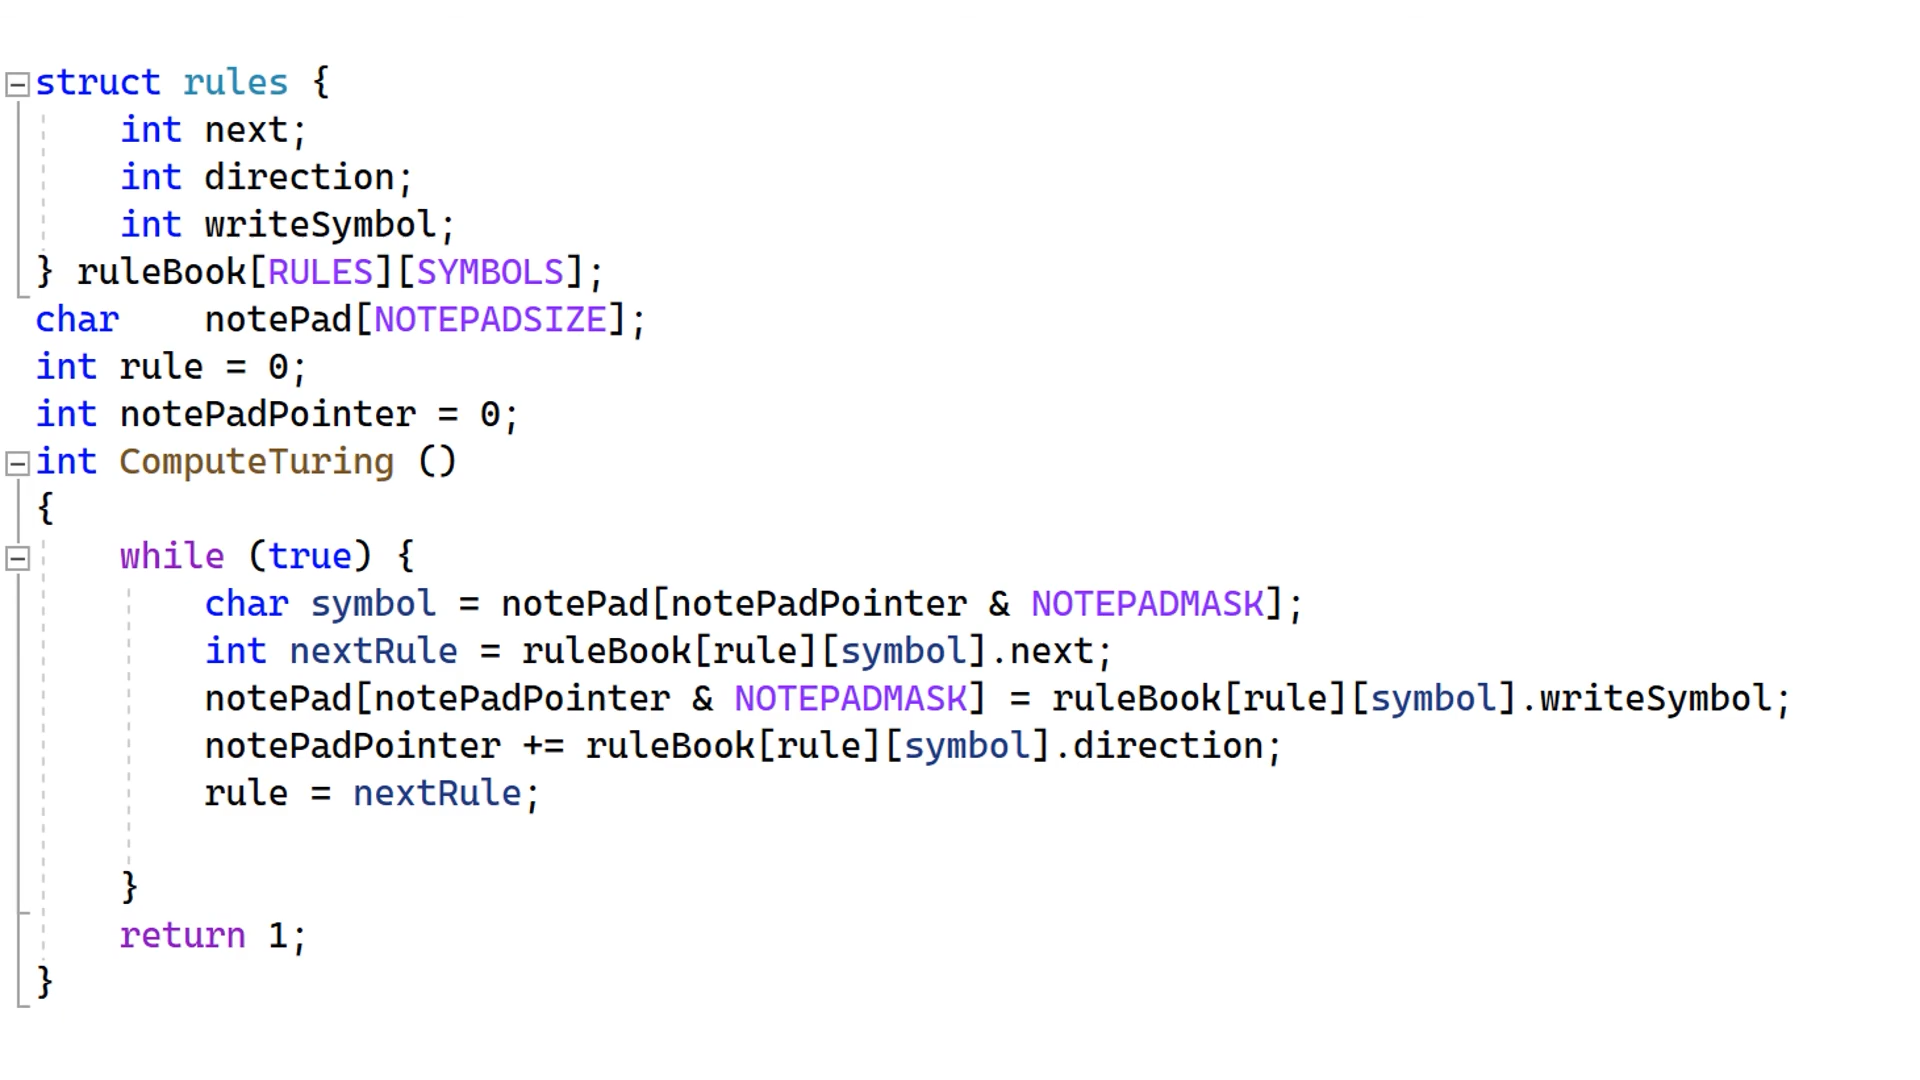 struct rules {
    int next;
    int direction;
    int writeSymbol;
} ruleBook[RULES][SYMBOLS];
char    notePad[NOTEPADSIZE];
int rule = 0;
int notePadPointer = 0;
int ComputeTuring ()
{
    while (true) {
        char symbol = notePad[notePadPointer & NOTEPADMASK];
        int nextRule = ruleBook[rule][symbol].next;
        notePad[notePadPointer & NOTEPADMASK] = ruleBook[rule][symbol].writeSymbol;
        notePadPointer += ruleBook[rule][symbol].direction;
        rule = nextRule;

    }
    return 1;
}